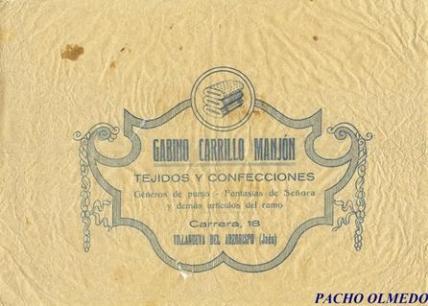 GABINO CARRILLO MANJÓN
TEJIDOS Y CONFECCIONES
Géneros de punto - Fantasías de Señora
y demás artículos del ramo
Carrera, 18
VILLANUEVA DEL ARZOBISPO (Jaén)
PACHO OLMEDO